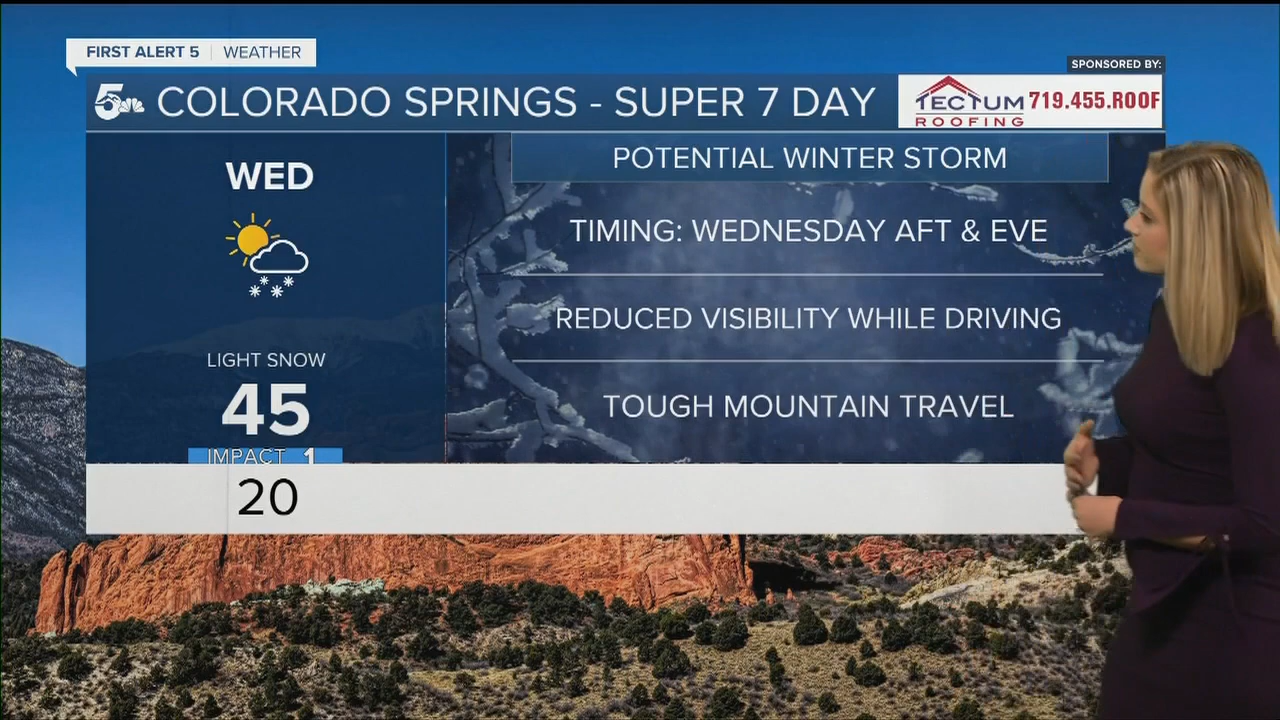 FIRST ALERT 5 | WEATHER
SPONSORED BY:
5 COLORADO SPRINGS - SUPER 7 DAY
TECTUM ROOFING 719.455.ROOF
WED
POTENTIAL WINTER STORM
TIMING: WEDNESDAY AFT & EVE
REDUCED VISIBILITY WHILE DRIVING
LIGHT SNOW
45
TOUGH MOUNTAIN TRAVEL
IMPACT 1
20